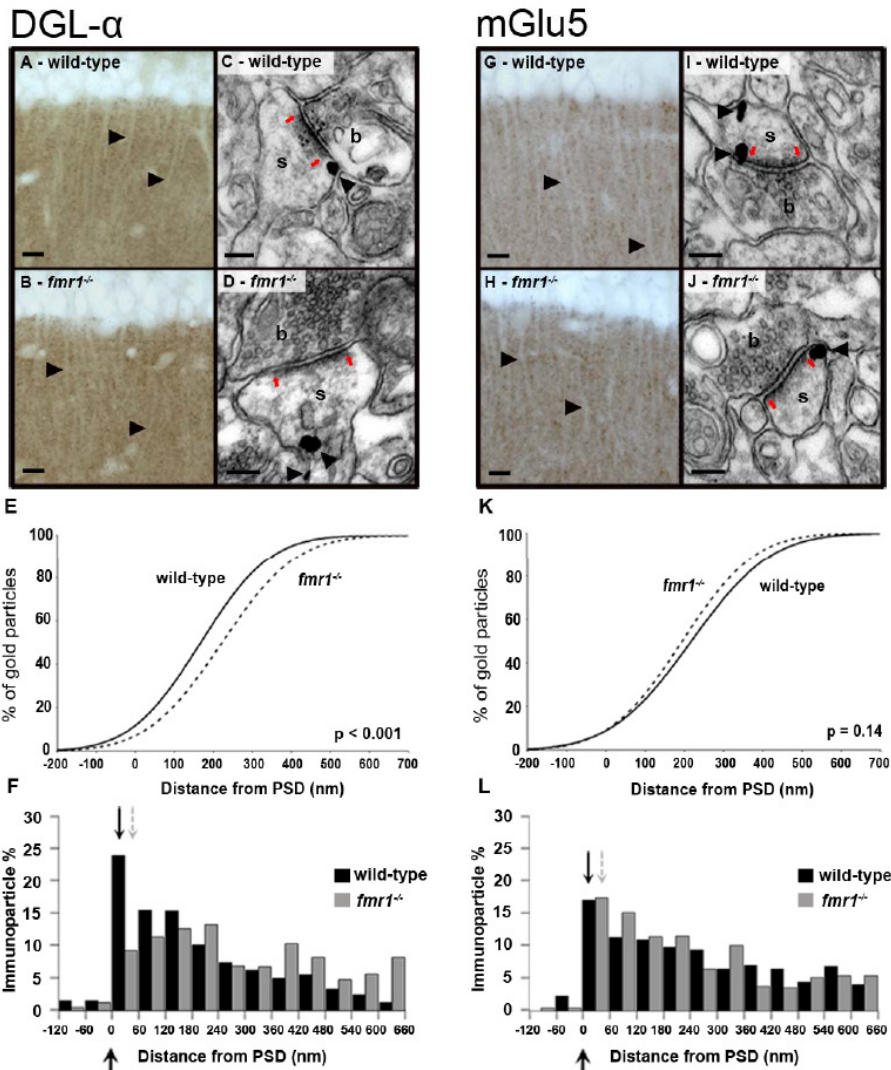 DGL-α
mGlu5
A - wild-type
C - wild-type
b
s
B - fmr1-/-
D - fmr1-/-
b
s
G - wild-type
I - wild-type
s
b
H - fmr1-/-
J - fmr1-/-
b
s
E
% of gold particles
100
80
60
40
20
0
wild-type
fmr1-/-
p < 0.001
-200 -100 0 100 200 300 400 500 600 700
Distance from PSD (nm)
K
% of gold particles
100
80
60
40
20
0
fmr1-/-
wild-type
p = 0.14
-200 -100 0 100 200 300 400 500 600 700
Distance from PSD (nm)
F
Immunoparticle %
30
25
20
15
10
5
0
wild-type
fmr1-/-
-120 -60 0 60 120 180 240 300 360 420 480 540 600 660
Distance from PSD (nm)
L
Immunoparticle %
30
25
20
15
10
5
0
wild-type
fmr1-/-
-120 -60 0 60 120 180 240 300 360 420 480 540 600 660
Distance from PSD (nm)